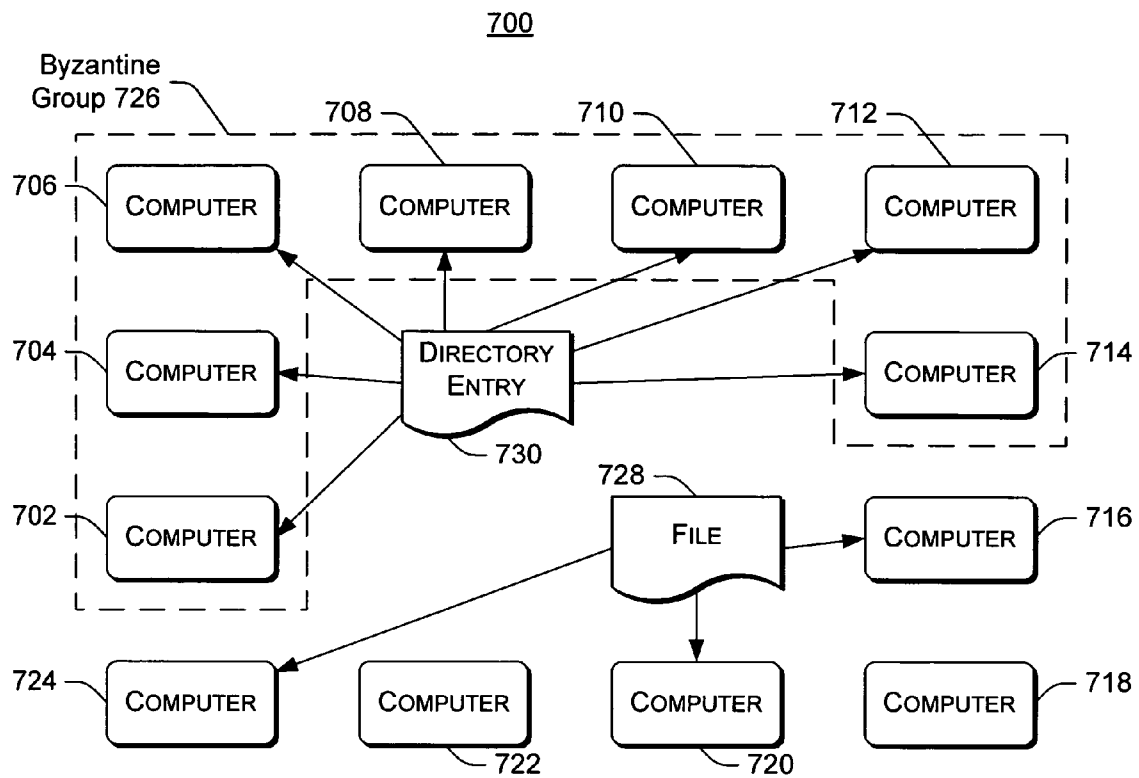 700
Byzantine
Group 726
708
710
712
706
COMPUTER
COMPUTER
COMPUTER
COMPUTER
704
COMPUTER
DIRECTORY
ENTRY
730
COMPUTER
714
702
COMPUTER
728
FILE
COMPUTER
716
724
COMPUTER
COMPUTER
722
COMPUTER
720
COMPUTER
718